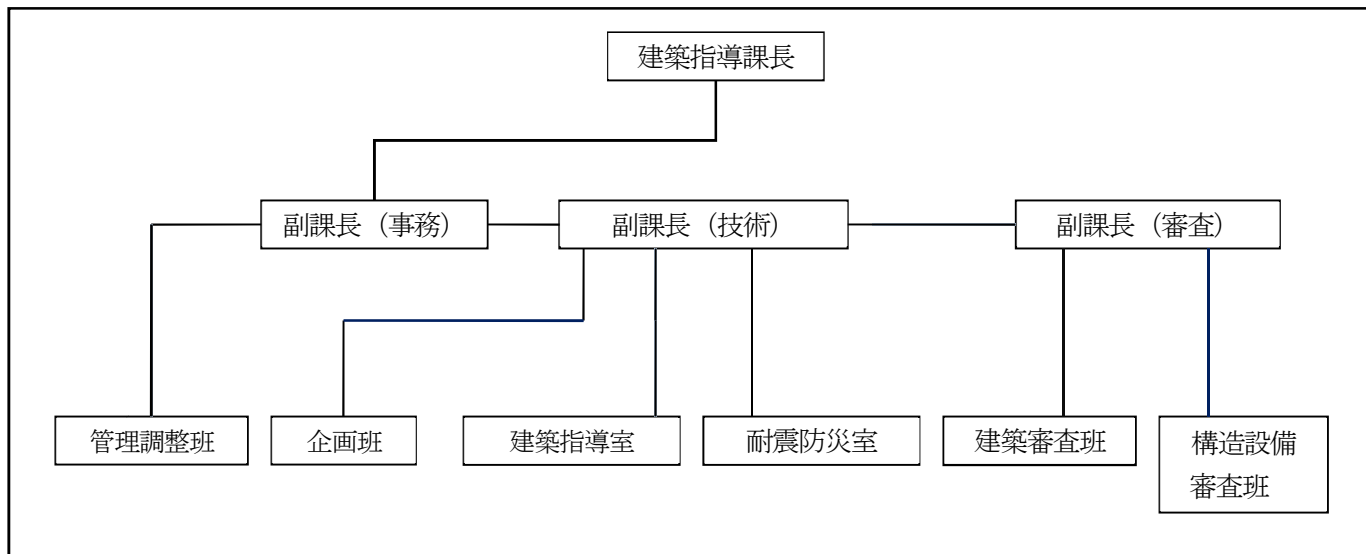 建築指導課長
副課長（事務）
副課長（技術）
副課長（審査）
管理調整班
企画班
建築指導室
耐震防災室
建築審査班
構造設備
審査班